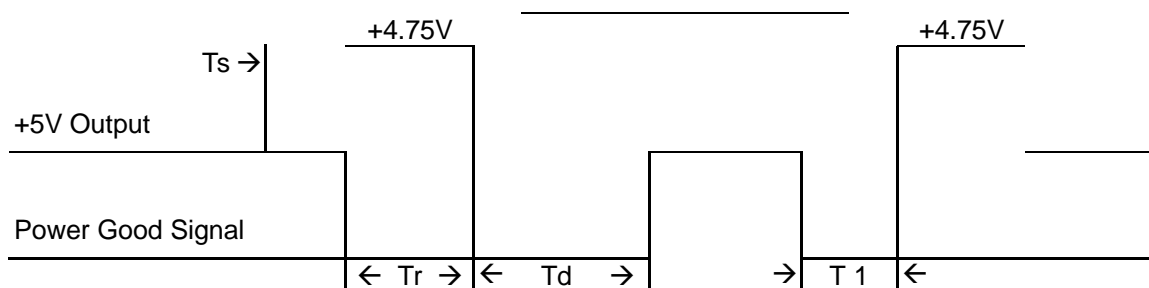 +4.75V +4.75V
Ts →
+5V Output
Power Good Signal
← Tr → ← Td → → T 1 ←